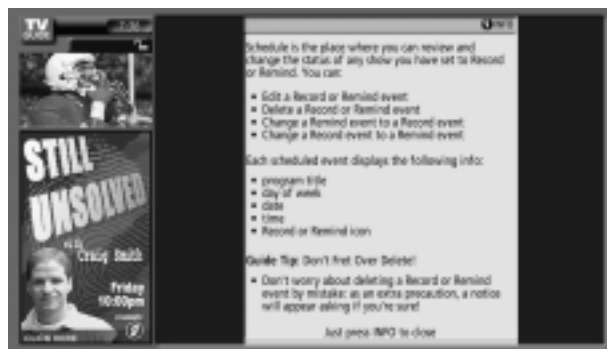 TV
GUIDE
INFO
Schedule is the place where you can review and
change the status of any show you have set to Record
or Remind. You can:
• Edit a Record or Remind event
• Delete a Record or Remind event
• Change a Remind event to a Record event
• Change a Record event to a Remind event
Each scheduled event displays the following info:
• program title
• day of week
• date
• time
• Record or Remind icon
Guide Tip: Don't Fret Over Delete!
• Don't worry about deleting a Record or Remind
event by mistake: as an extra precaution, a notice
will appear asking if you're sure!
Just press INFO to close
STILL
UNSOLVED
with
Craig Smith
Friday
10:00pm